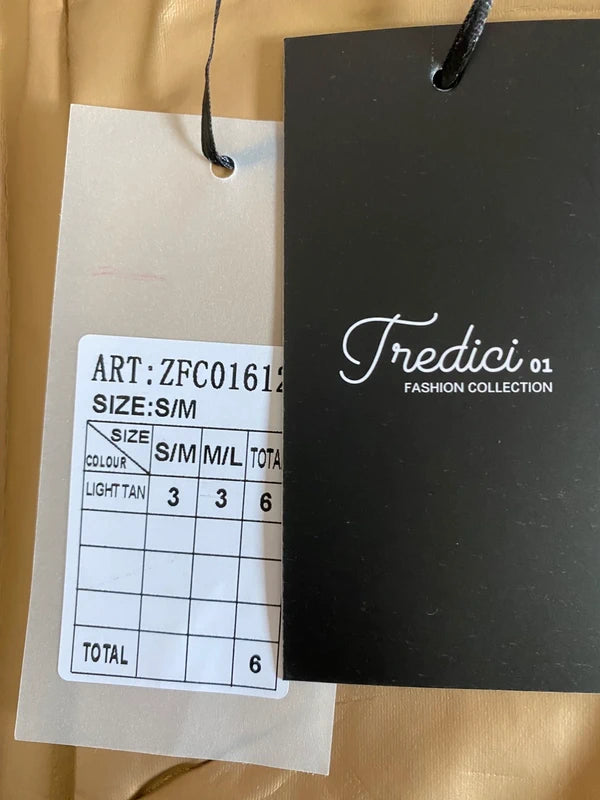 ART:ZFC01612
SIZE:S/M
SIZE
COLOUR
S/M M/L TOTA
LIGHT TAN 3 3 6
TOTAL 6
Tredici 01
FASHION COLLECTION